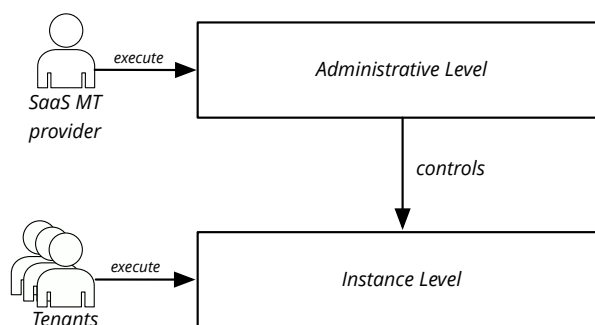 execute
Administrative Level
SaaS MT
provider
controls
execute
Instance Level
Tenants